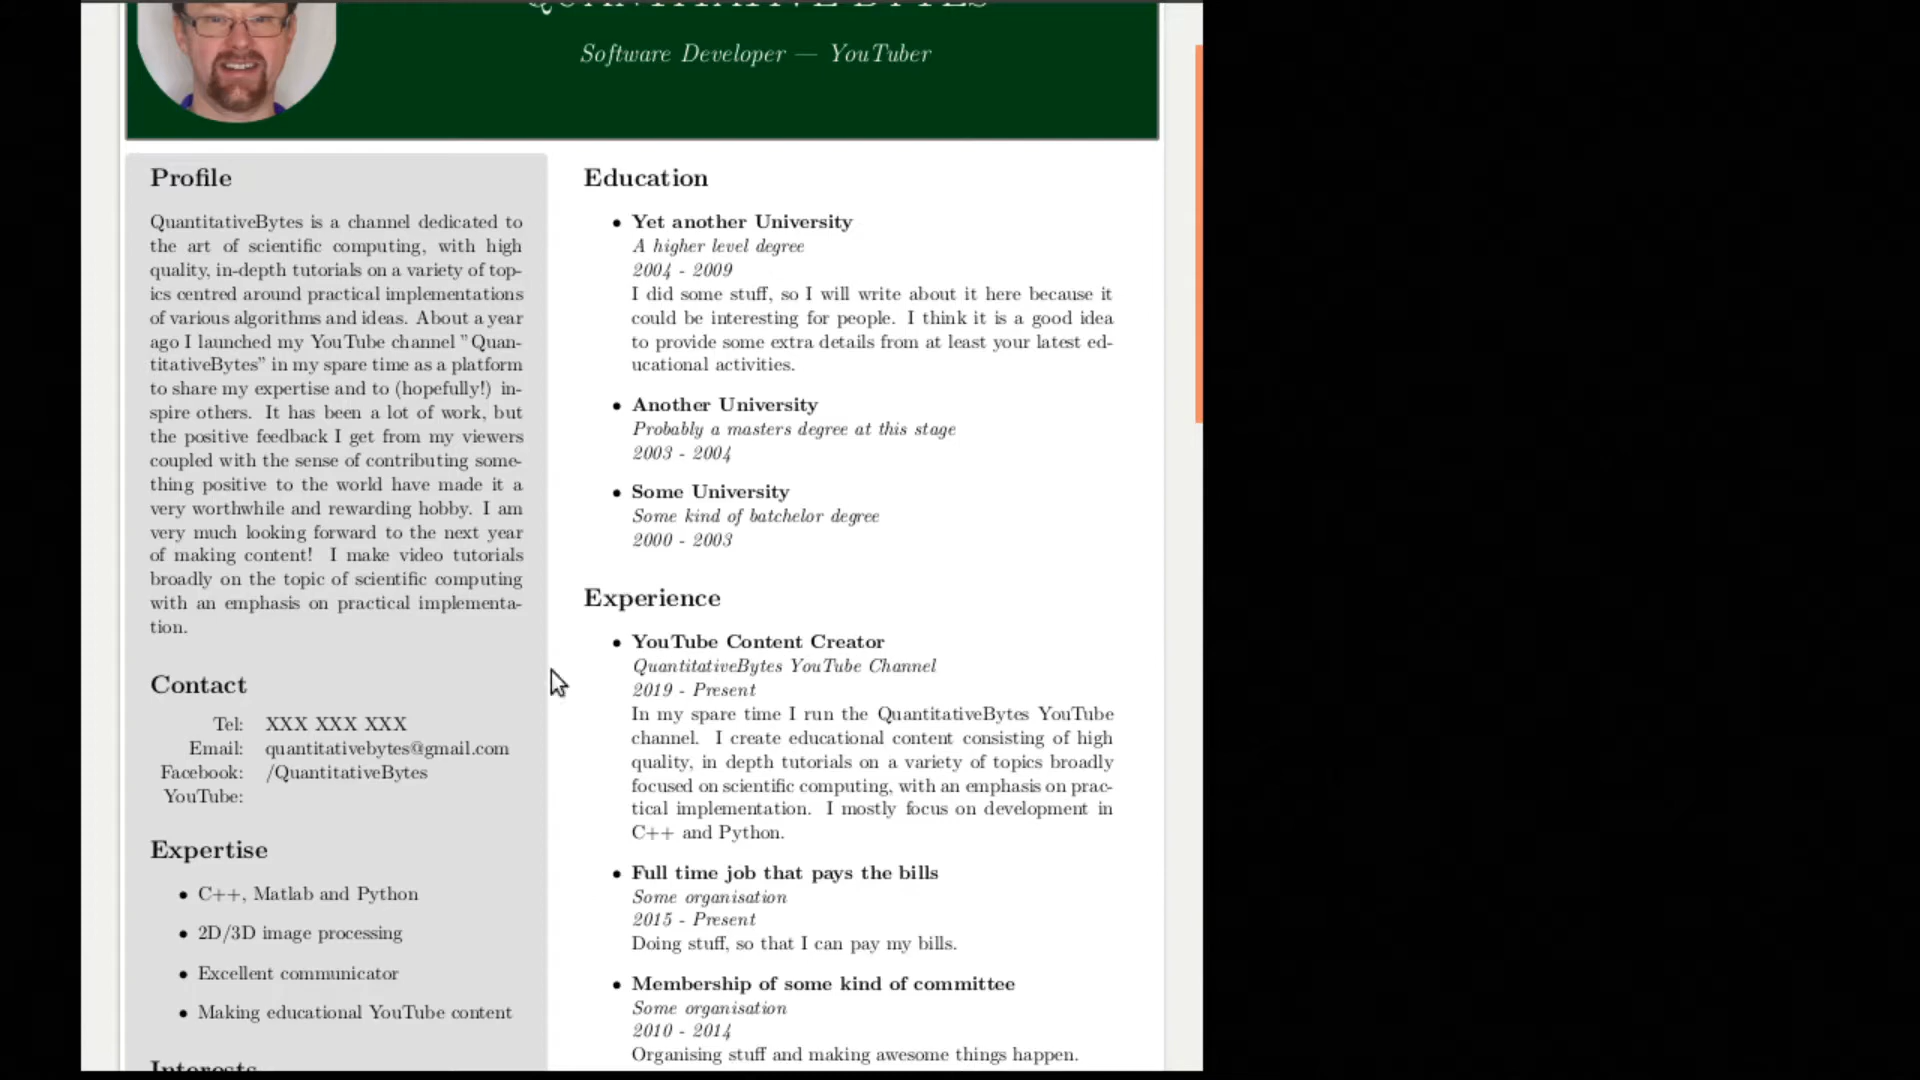 QUANTITATIVE BYTES
Software Developer — YouTuber
Profile
QuantitativeBytes is a channel dedicated to
the art of scientific computing, with high
quality, in-depth tutorials on a variety of top-
ics centred around practical implementations
of various algorithms and ideas. About a year
ago I launched my YouTube channel "Quan-
titativeBytes" in my spare time as a platform
to share my expertise and to (hopefully!) in-
spire others. It has been a lot of work, but
the positive feedback I get from my viewers
coupled with the sense of contributing some-
thing positive to the world have made it a
very worthwhile and rewarding hobby. I am
very much looking forward to the next year
of making content! I make video tutorials
broadly on the topic of scientific computing
with an emphasis on practical implementa-
tion.
Contact
Tel: XXX XXX XXX
Email: quantitativebytes@gmail.com
Facebook: /QuantitativeBytes
YouTube:
Expertise
• C++, Matlab and Python
• 2D/3D image processing
• Excellent communicator
• Making educational YouTube content
Interests
Education
• Yet another University
A higher level degree
2004 - 2009
I did some stuff, so I will write about it here because it
could be interesting for people. I think it is a good idea
to provide some extra details from at least your latest ed-
ucational activities.
• Another University
Probably a masters degree at this stage
2003 - 2004
• Some University
Some kind of batchelor degree
2000 - 2003
Experience
• YouTube Content Creator
QuantitativeBytes YouTube Channel
2019 - Present
In my spare time I run the QuantitativeBytes YouTube
channel. I create educational content consisting of high
quality, in depth tutorials on a variety of topics broadly
focused on scientific computing, with an emphasis on prac-
tical implementation. I mostly focus on development in
C++ and Python.
• Full time job that pays the bills
Some organisation
2015 - Present
Doing stuff, so that I can pay my bills.
• Membership of some kind of committee
Some organisation
2010 - 2014
Organising stuff and making awesome things happen.